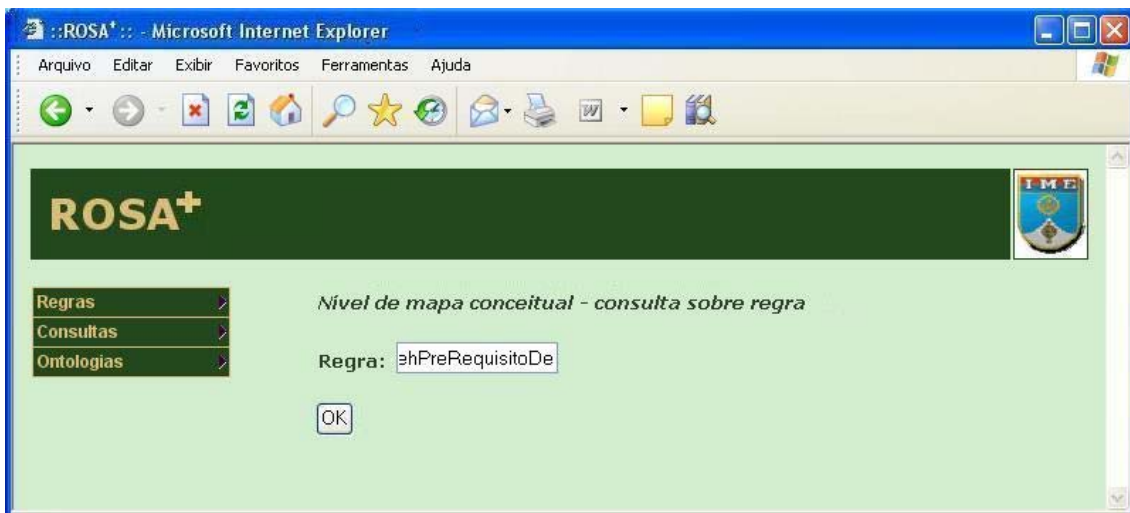 ::ROSA⁺:: - Microsoft Internet Explorer
Arquivo Editar Exibir Favoritos Ferramentas Ajuda
W
IME
ROSA⁺
Regras
Consultas
Ontologias
Nível de mapa conceitual - consulta sobre regra
Regra: ehPreRequisitoDe
OK